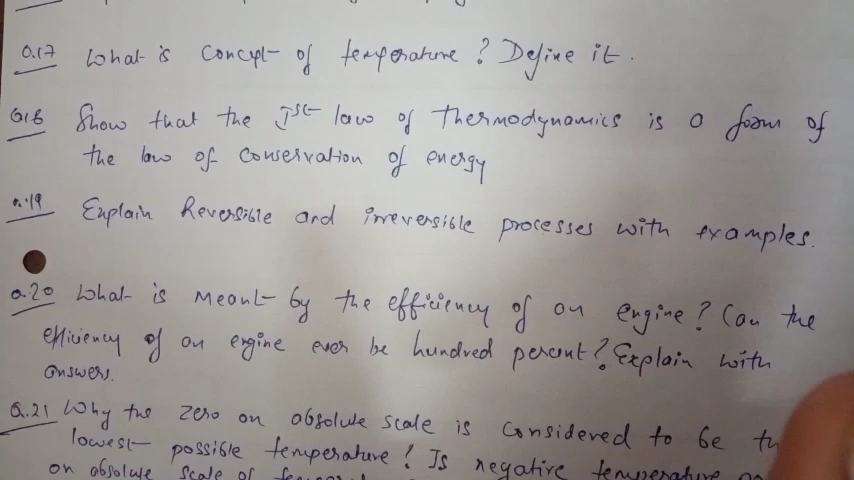 Q.17 What is concept of temperature? Define it.
Q18 Show that the Ist law of thermodynamics is a form of
the law of conservation of energy
Q.19 Explain Reversible and irreversible processes with examples.
Q.20 What is meant by the efficiency of an engine? Can the
efficiency of an engine ever be hundred percent? Explain with
answers.
Q.21 Why the zero on absolute scale is considered to be
lowest possible temperature? Is negative temperature
on absolute scale of